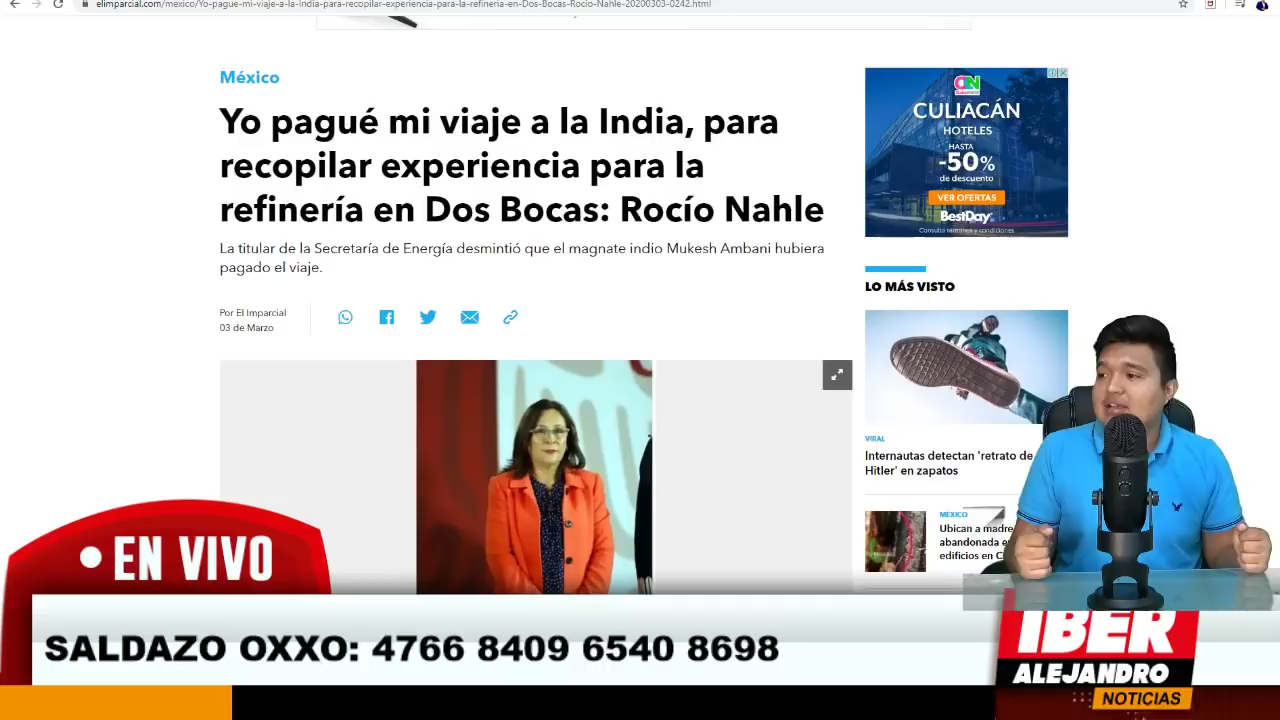 elimparcial.com/mexico/Yo-pague-mi-viaje-a-la-India-para-recopilar-experiencia-para-la-refineria-en-Dos-Bocas-Rocio-Nahle-20200303-0242.html
México
Yo pagué mi viaje a la India, para
recopilar experiencia para la
refinería en Dos Bocas: Rocío Nahle
La titular de la Secretaría de Energía desmintió que el magnate indio Mukesh Ambani hubiera
pagado el viaje.
Por El Imparcial
03 de Marzo
CULIACÁN
HOTELES
HASTA
-50%
de descuento
VER OFERTAS
BestDay
Consulta términos y condiciones
LO MÁS VISTO
VIRAL
Internautas detectan 'retrato de
Hitler' en zapatos
MÉXICO
Ubican a madre
abandonada
edificios en
EN VIVO
SALDAZO OXXO: 4766 8409 6540 8698
IBER
ALEJANDRO
NOTICIAS